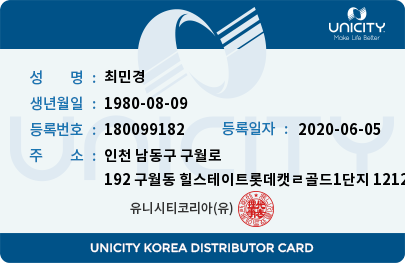 UNICITY
Make Life Better
성 명 : 최민경
생년월일 : 1980-08-09
등록번호 : 180099182 등록일자 : 2020-06-05
주 소 : 인천 남동구 구월로
192 구월동 힐스테이트롯데캣ㄹ골드1단지 1212
유니시티코리아(유)
UNICITY KOREA DISTRIBUTOR CARD